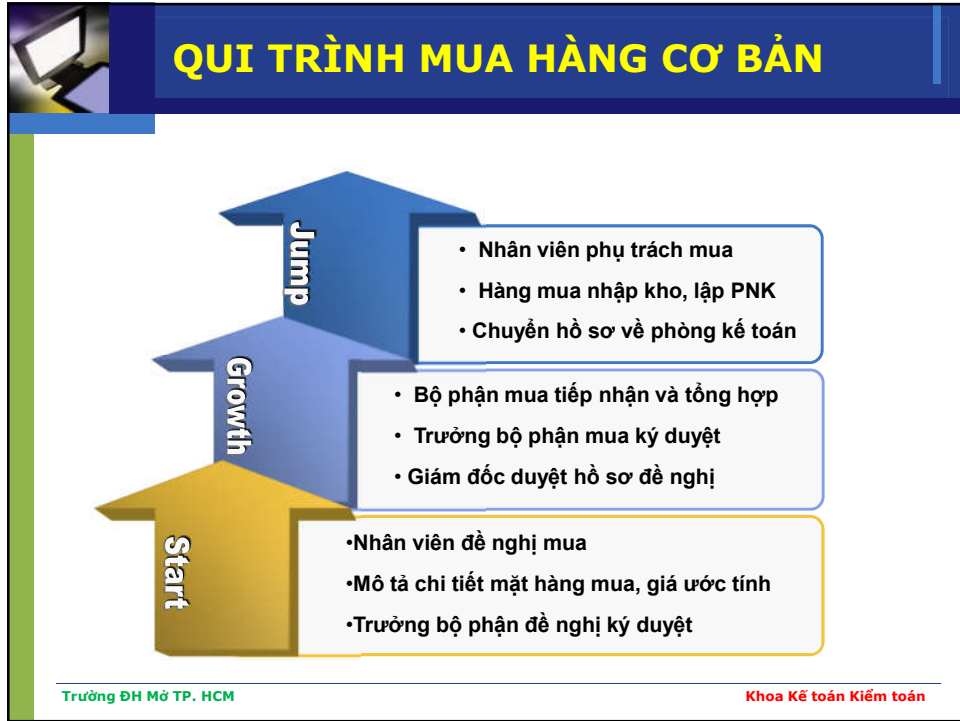 QUI TRÌNH MUA HÀNG CƠ BẢN
Jump
• Nhân viên phụ trách mua
• Hàng mua nhập kho, lập PNK
• Chuyển hồ sơ về phòng kế toán
Growth
• Bộ phận mua tiếp nhận và tổng hợp
• Trưởng bộ phận mua ký duyệt
• Giám đốc duyệt hồ sơ đề nghị
Start
•Nhân viên đề nghị mua
•Mô tả chi tiết mặt hàng mua, giá ước tính
•Trưởng bộ phận đề nghị ký duyệt
Trường ĐH Mở TP. HCM
Khoa Kế toán Kiểm toán